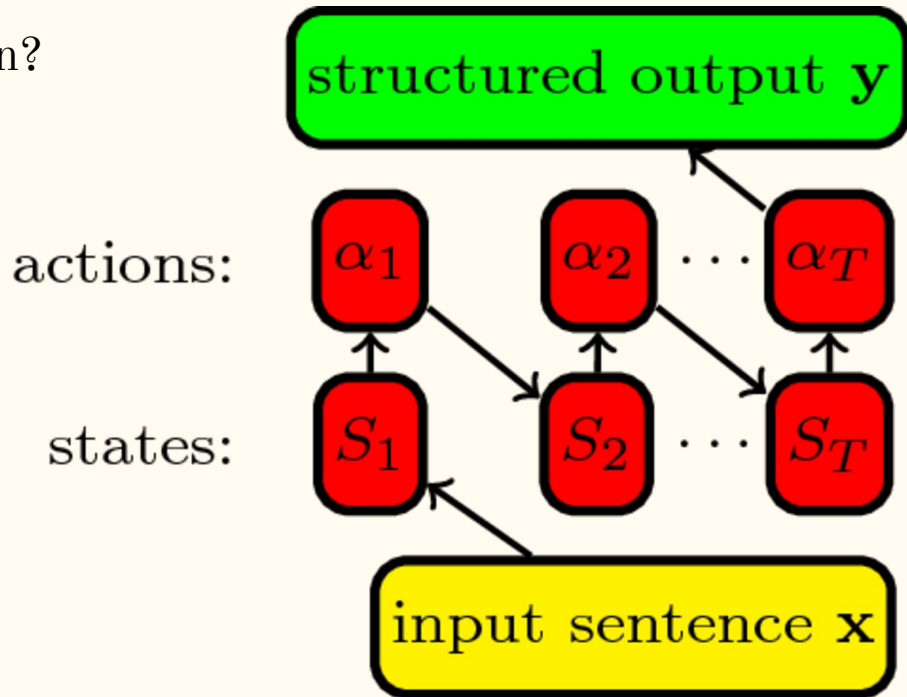 n?
structured output y
actions: α1 α2 ··· αT
states: S1 S2 ··· ST
input sentence x